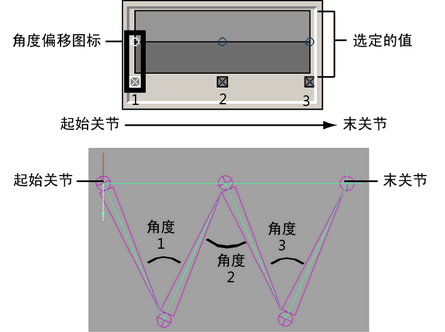 角度偏移图标
选定的值
1 2 3
起始关节 末关节
起始关节 末关节
角度
1
角度
2
角度
3